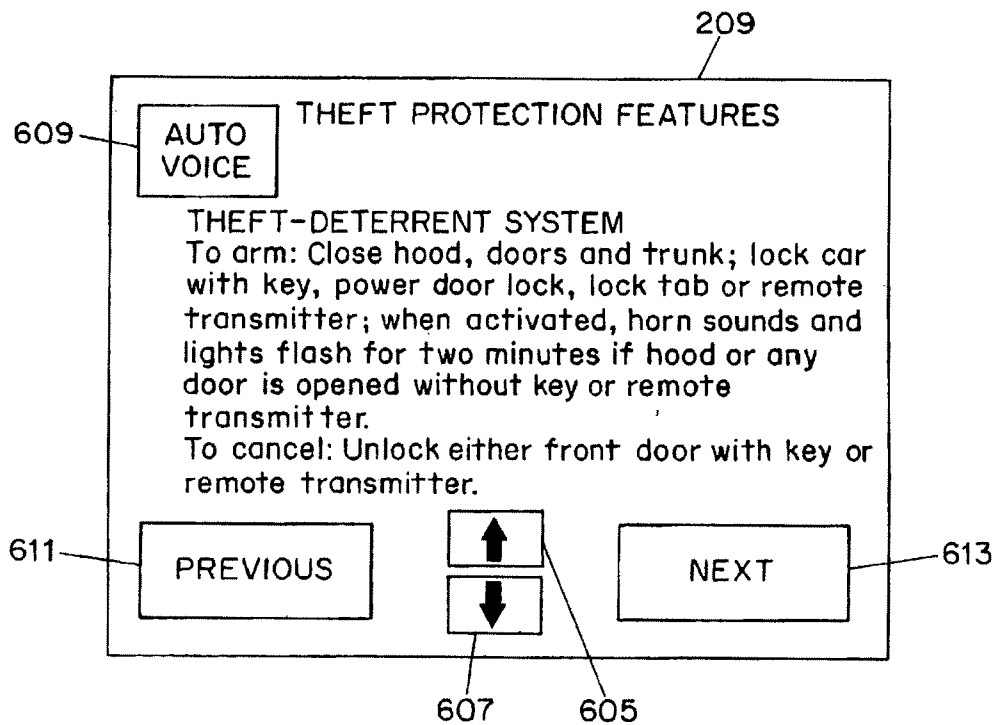 209
609
AUTO
VOICE
THEFT PROTECTION FEATURES
THEFT-DETERRENT SYSTEM
To arm: Close hood, doors and trunk; lock car
with key, power door lock, lock tab or remote
transmitter; when activated, horn sounds and
lights flash for two minutes if hood or any
door is opened without key or remote
transmitter.
To cancel: Unlock either front door with key or
remote transmitter.
611
PREVIOUS
NEXT
613
607
605